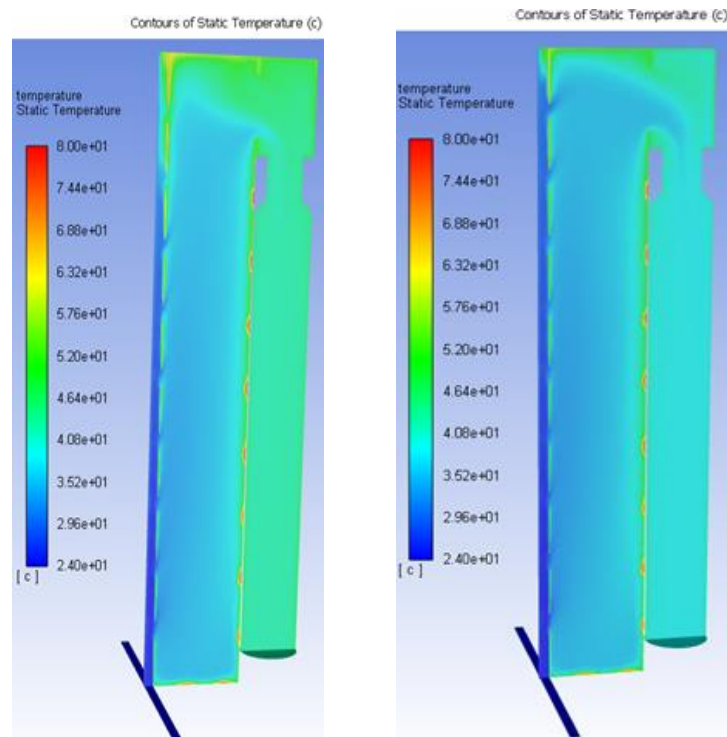 Contours of Static Temperature (c)
temperature
Static Temperature
8.00e+01
7.44e+01
6.88e+01
6.32e+01
5.76e+01
5.20e+01
4.64e+01
4.08e+01
3.52e+01
2.96e+01
2.40e+01
[ c ]
Contours of Static Temperature (c)
temperature
Static Temperature
8.00e+01
7.44e+01
6.88e+01
6.32e+01
5.76e+01
5.20e+01
4.64e+01
4.08e+01
3.52e+01
2.96e+01
2.40e+01
[ c ]